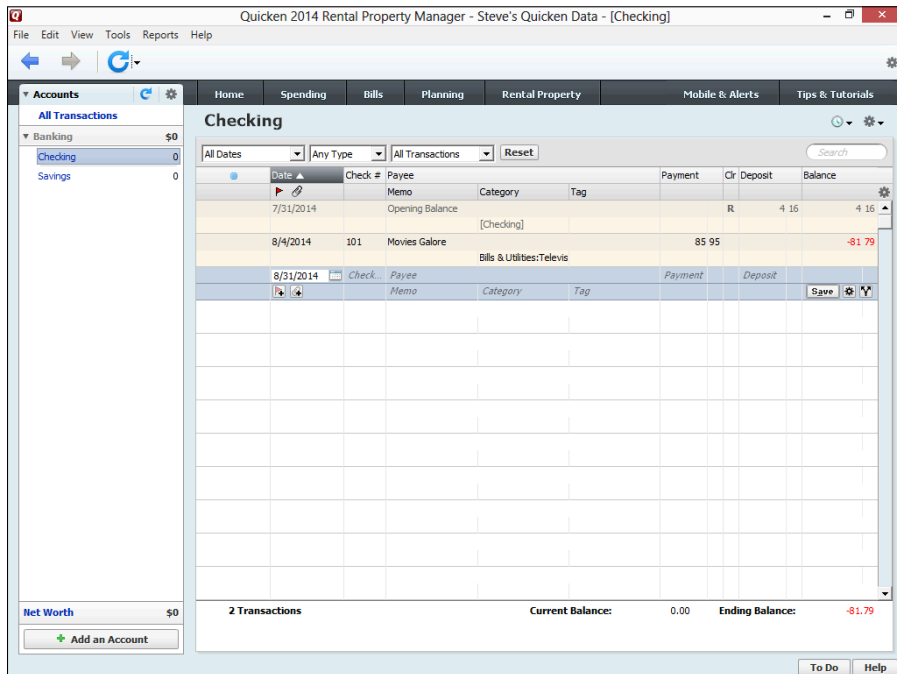 Quicken 2014 Rental Property Manager - Steve's Quicken Data - [Checking]
File Edit View Tools Reports Help
Accounts
Home Spending Bills Planning Rental Property Mobile & Alerts Tips & Tutorials
All Transactions
Checking
Banking $0
Checking 0
All Dates Any Type All Transactions Reset Search
Savings 0
Date Check # Payee Payment Clr Deposit Balance
Memo Category Tag
7/31/2014 Opening Balance R 4 16 4 16
[Checking]
8/4/2014 101 Movies Galore 85 95 -81 79
Bills & Utilities:Televis
8/31/2014 Check... Payee Payment Deposit
Memo Category Tag Save
Net Worth $0
2 Transactions Current Balance: 0.00 Ending Balance: -81.79
Add an Account
To Do Help